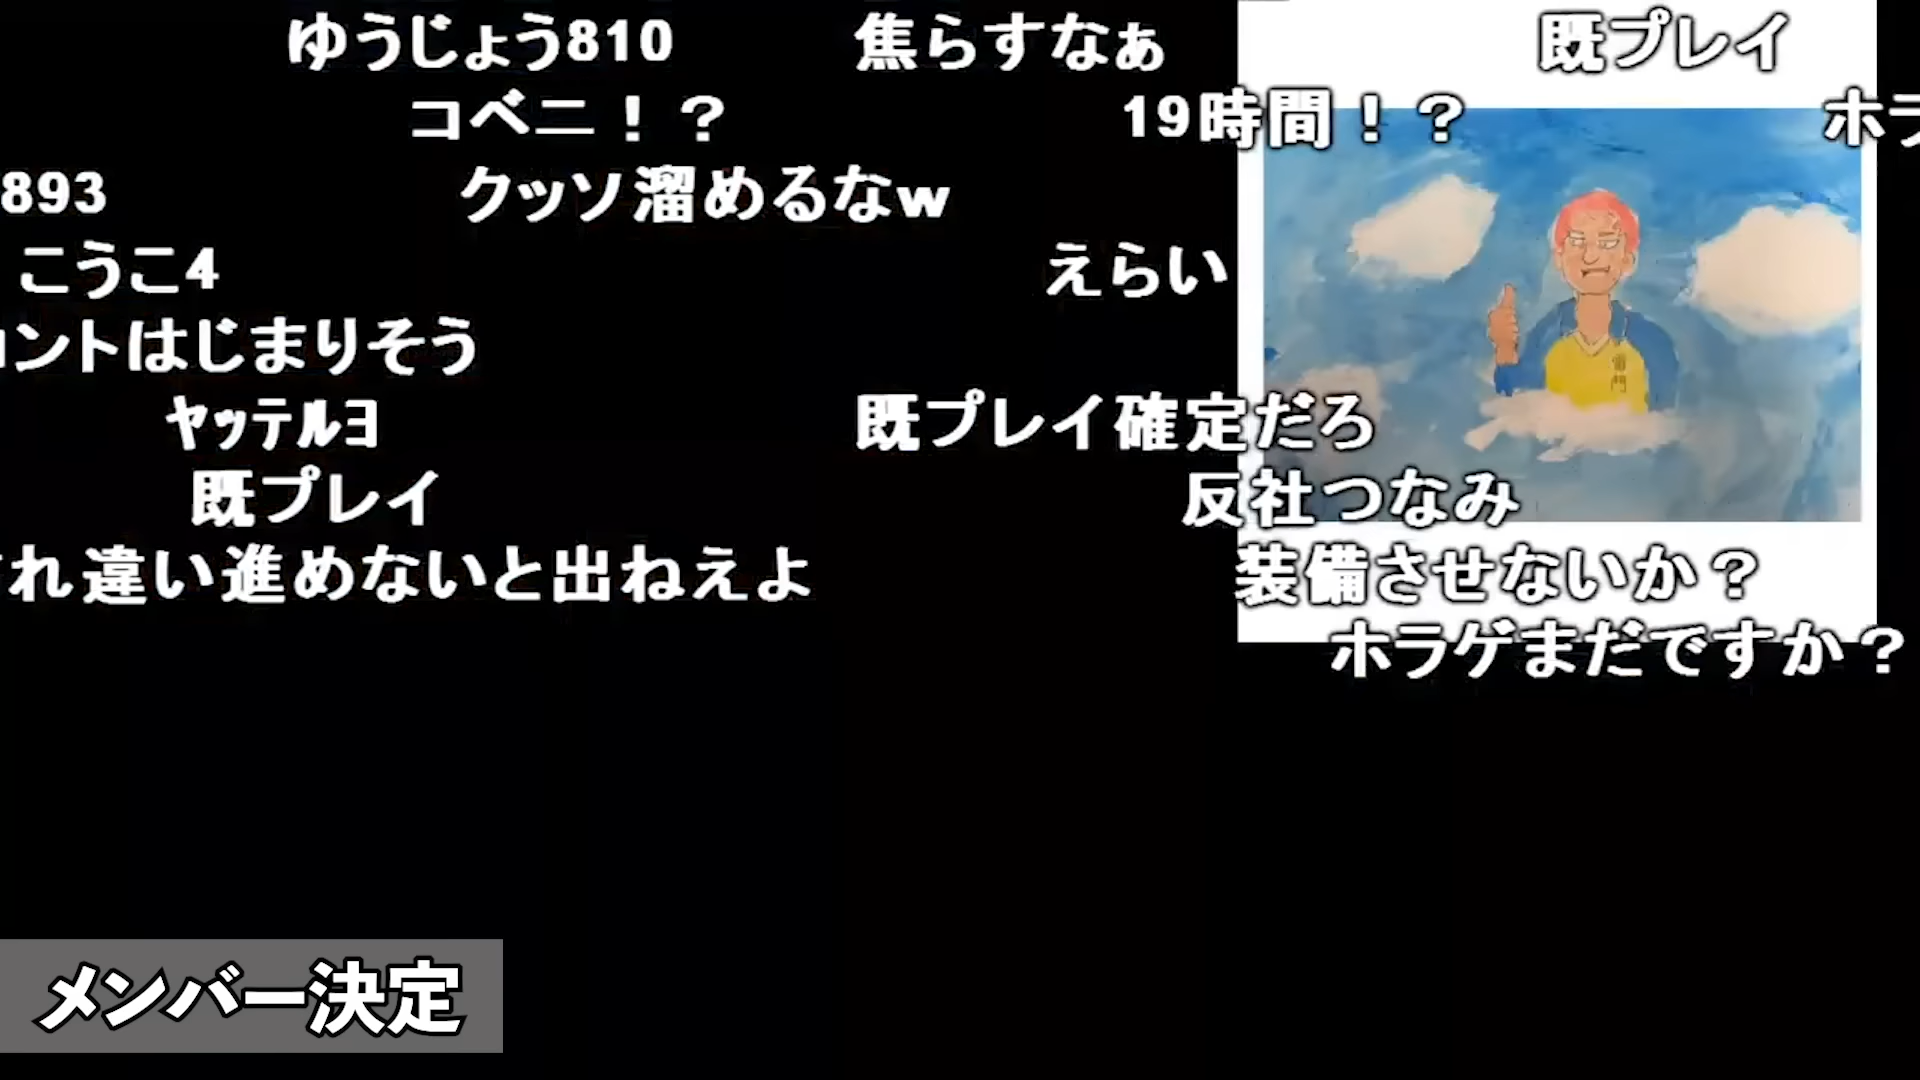 ゆうじょう810 焦らすなぁ 既プレイ
コベニ！？ 19時間！？ ホラ
893 クッソ溜めるなw
こうこ4 えらい
コントはじまりそう
雷門
ﾔｯﾃﾙﾖ 既プレイ確定だろ
既プレイ 反社つなみ
れ違い進めないと出ねえよ 装備させないか？
ホラゲまだですか？
メンバー決定